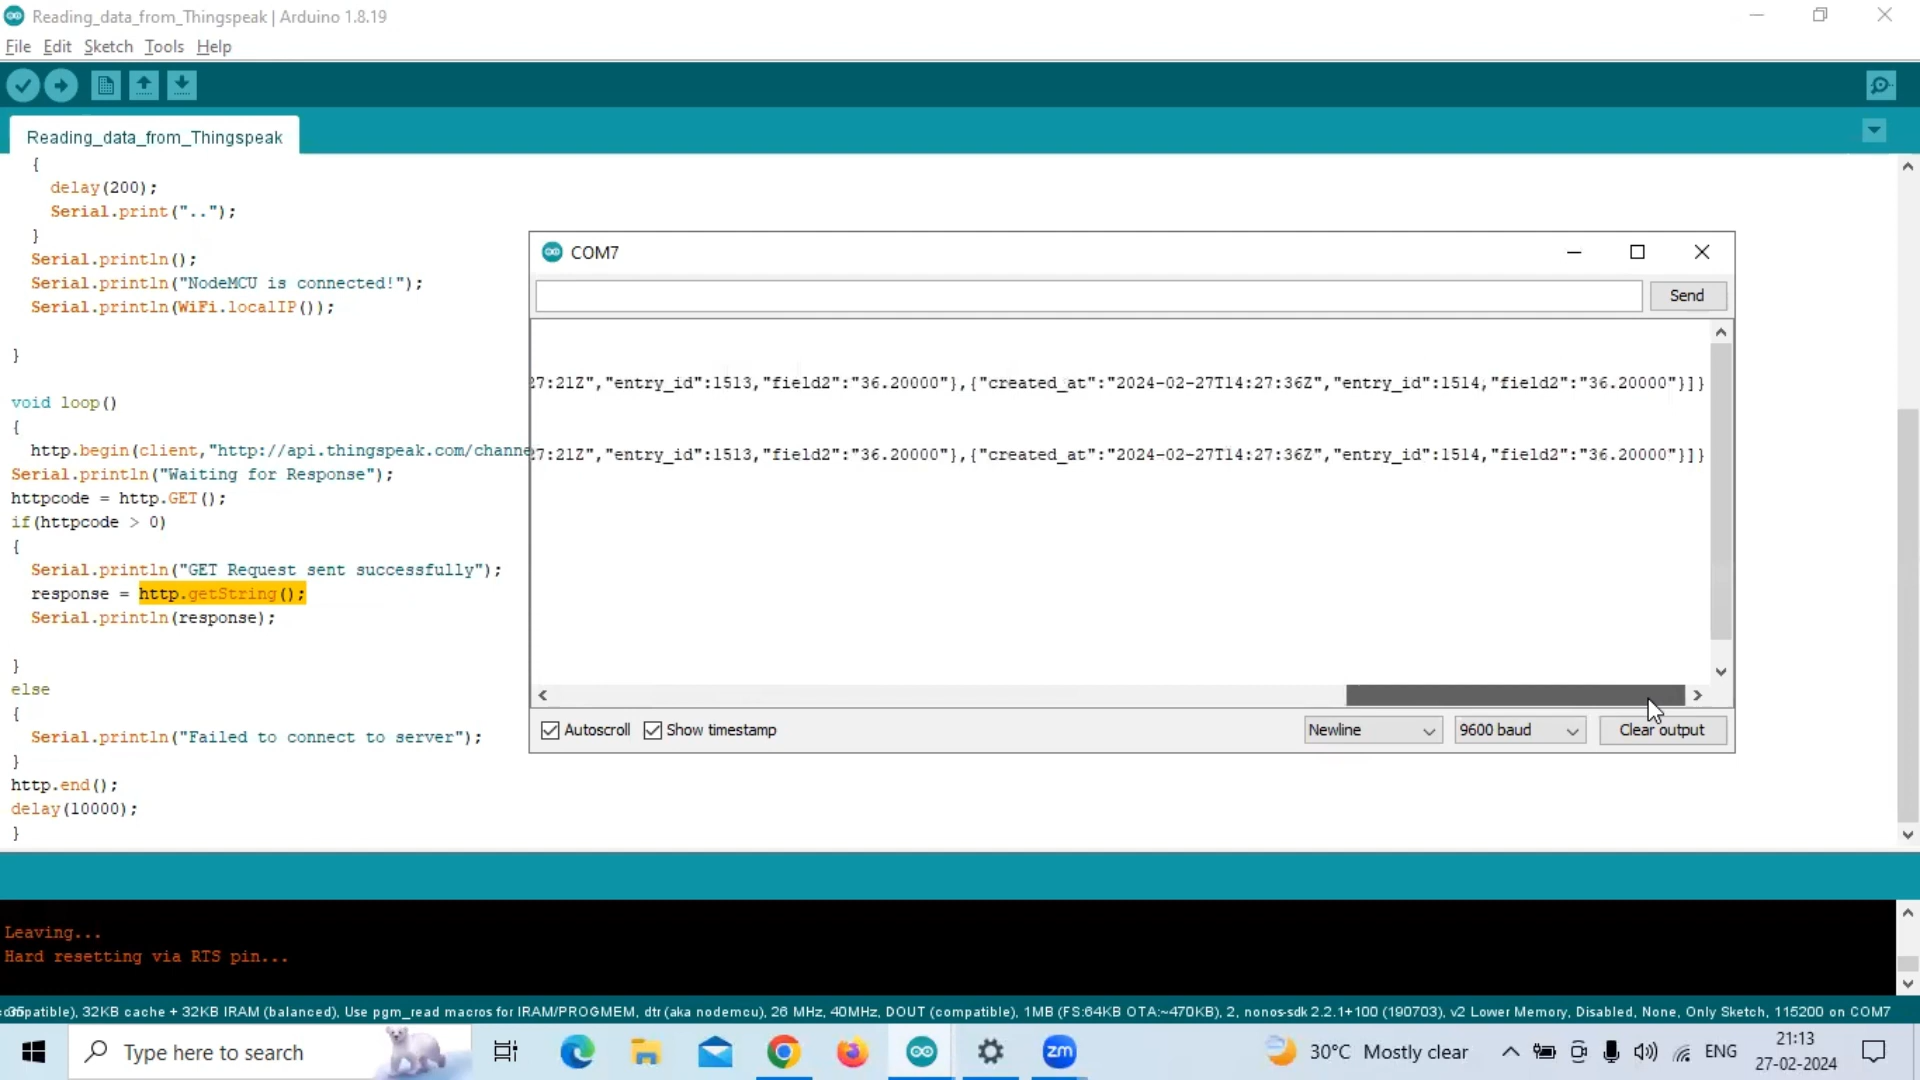 Reading_data_from_Thingspeak | Arduino 1.8.19
File Edit Sketch Tools Help
Reading_data_from_Thingspeak
{
delay(200);
Serial.print("..");
}
Serial.println();
Serial.println("NodeMCU is connected!");
Serial.println(WiFi.localIP());
}
void loop()
{
http.begin(client,"http://api.thingspeak.com/channe
Serial.println("Waiting for Response");
httpcode = http.GET();
if(httpcode > 0)
{
Serial.println("GET Request sent successfully");
response = http.getString();
Serial.println(response);
}
else
{
Serial.println("Failed to connect to server");
}
http.end();
delay(10000);
}
COM7
Send
27:21Z","entry_id":1513,"field2":"36.20000"},{"created_at":"2024-02-27T14:27:36Z","entry_id":1514,"field2":"36.20000"}]}
27:21Z","entry_id":1513,"field2":"36.20000"},{"created_at":"2024-02-27T14:27:36Z","entry_id":1514,"field2":"36.20000"}]}
Autoscroll Show timestamp Newline 9600 baud Clear output
Leaving...
Hard resetting via RTS pin...
patible), 32KB cache + 32KB IRAM (balanced), Use pgm_read macros for IRAM/PROGMEM, dtr (aka nodemcu), 26 MHz, 40MHz, DOUT (compatible), 1MB (FS:64KB OTA:~470KB), 2, nonos-sdk 2.2.1+100 (190703), v2 Lower Memory, Disabled, None, Only Sketch, 115200 on COM7
Type here to search
zm
30°C Mostly clear
ENG
21:13
27-02-2024